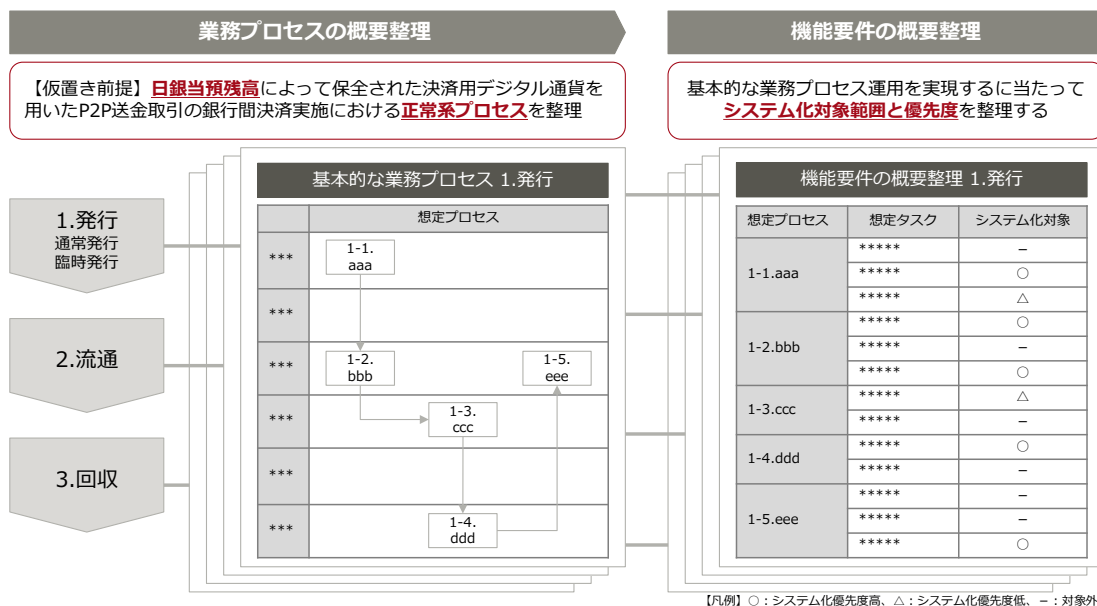 業務プロセスの概要整理
機能要件の概要整理
【仮置き前提】日銀当預残高によって保全された決済用デジタル通貨を
用いたP2P送金取引の銀行間決済実施における正常系プロセスを整理
基本的な業務プロセス運用を実現するに当たって
システム化対象範囲と優先度を整理する
1.発行
通常発行
臨時発行
2.流通
3.回収
基本的な業務プロセス 1.発行
想定プロセス
***
1-1.
aaa
***
***
1-2.
bbb
1-5.
eee
***
1-3.
ccc
***
***
1-4.
ddd
機能要件の概要整理 1.発行
想定プロセス 想定タスク システム化対象
1-1.aaa
***** －
***** ○
***** △
1-2.bbb
***** ○
***** －
***** ○
1-3.ccc
***** △
***** －
1-4.ddd
***** ○
***** －
1-5.eee
***** －
***** －
***** ○
【凡例】○：システム化優先度高、△：システム化優先度低、－：対象外